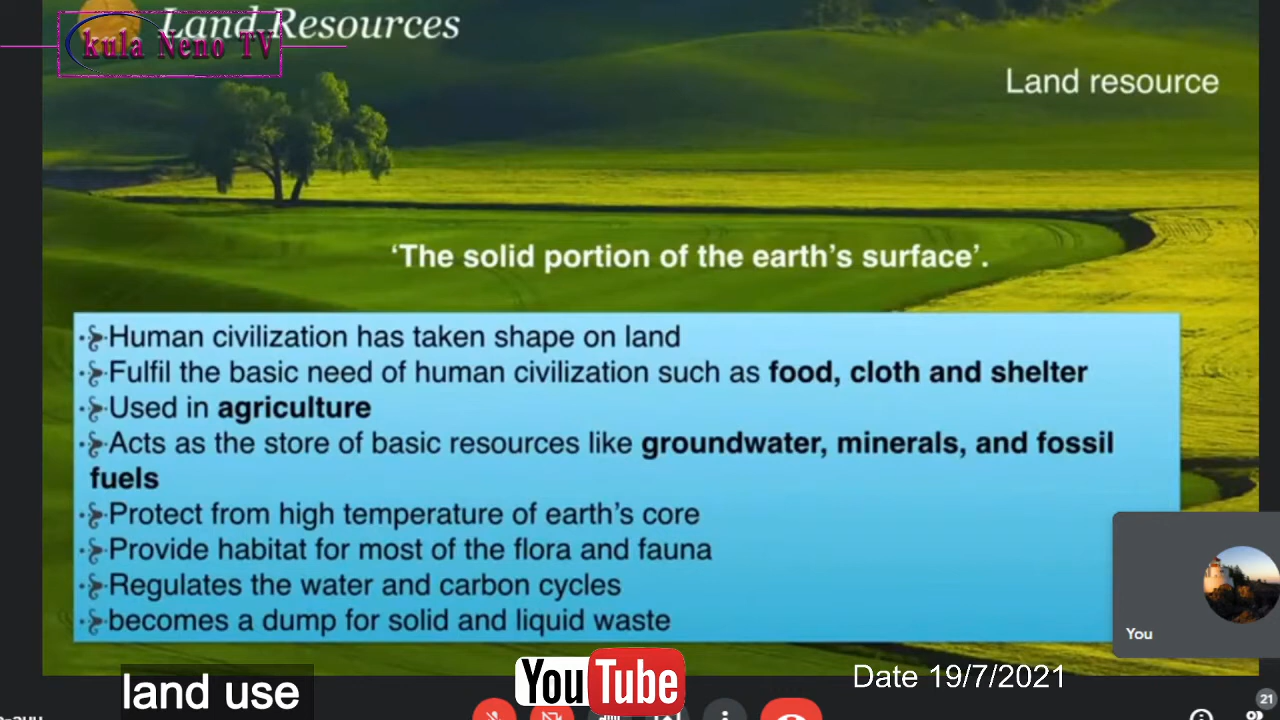 Land Resources
kula Neno TV
Land resource
‘The solid portion of the earth’s surface’.
Human civilization has taken shape on land
Fulfil the basic need of human civilization such as food, cloth and shelter
Used in agriculture
Acts as the store of basic resources like groundwater, minerals, and fossil
fuels
Protect from high temperature of earth’s core
Provide habitat for most of the flora and fauna
Regulates the water and carbon cycles
becomes a dump for solid and liquid waste
You
land use
YouTube
Date 19/7/2021
21